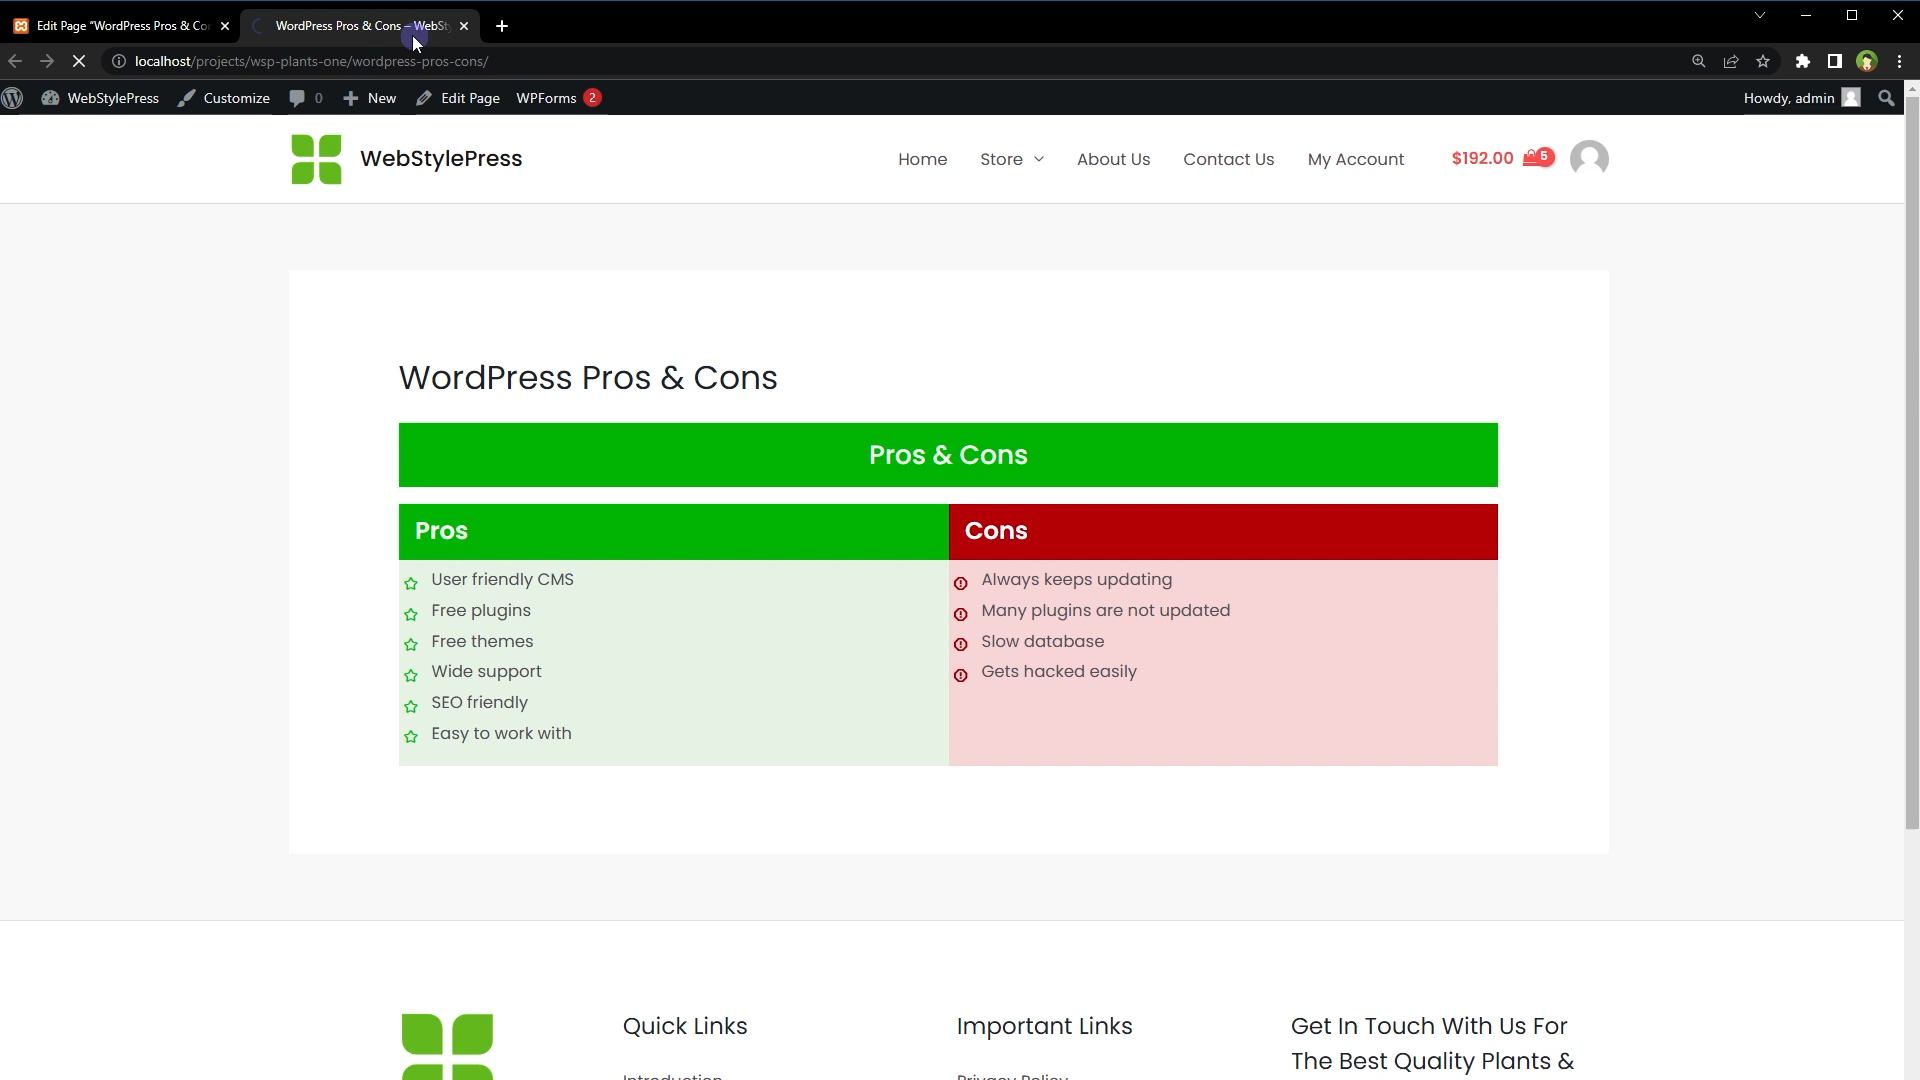 Edit Page "WordPress Pros & Co
WordPress Pros & Cons – WebSt
localhost/projects/wsp-plants-one/wordpress-pros-cons/
WebStylePress
Customize
0
New
Edit Page
WPForms 2
Howdy, admin
WebStylePress
Home
Store
About Us
Contact Us
My Account
$192.00
5
WordPress Pros & Cons
Pros & Cons
Pros
User friendly CMS
Free plugins
Free themes
Wide support
SEO friendly
Easy to work with
Cons
Always keeps updating
Many plugins are not updated
Slow database
Gets hacked easily
Quick Links
Introduction
Important Links
Privacy Policy
Get In Touch With Us For
The Best Quality Plants &